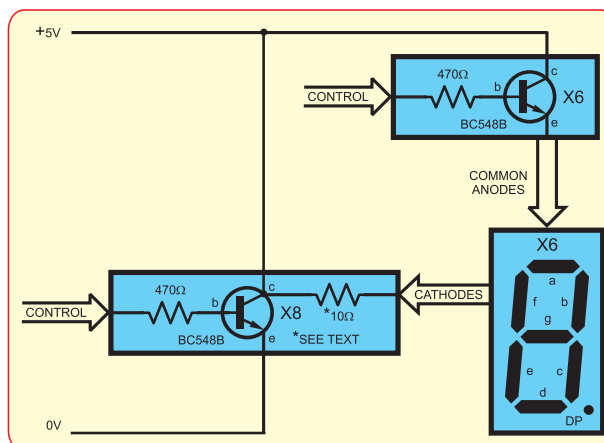 +5V
470Ω
CONTROL
b
c
e
X6
BC548B
COMMON
ANODES
X6
a
f
b
g
e
c
d
DP
CATHODES
470Ω
CONTROL
b
c
e
X8
*10Ω
BC548B
*SEE TEXT
0V